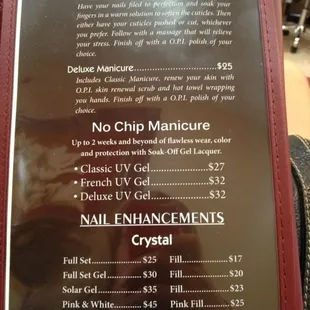 Have your nails filed to perfection and soak your
fingers in a warm solution to soften the cuticles. Then
either have your cuticles pushed or cut, whichever
you prefer. Follow with a massage that will relieve
your stress. Finish off with a O.P.I. polish of your
choice.
Deluxe Manicure....................$25
Includes Classic Manicure, renew your skin with
O.P.I. skin renewal scrub and hot towel wrapping
you hands. Finish off with a O.P.I. polish of your
choice.
No Chip Manicure
Up to 2 weeks and beyond of flawless wear, color
and protection with Soak-Off Gel Lacquer.
• Classic UV Gel....................$27
• French UV Gel....................$32
• Deluxe UV Gel....................$32
NAIL ENHANCEMENTS
Crystal
Full Set....................$25 Fill....................$17
Full Set Gel............$30 Fill....................$20
Solar Gel................$35 Fill....................$23
Pink & White.........$45 Pink Fill............$25